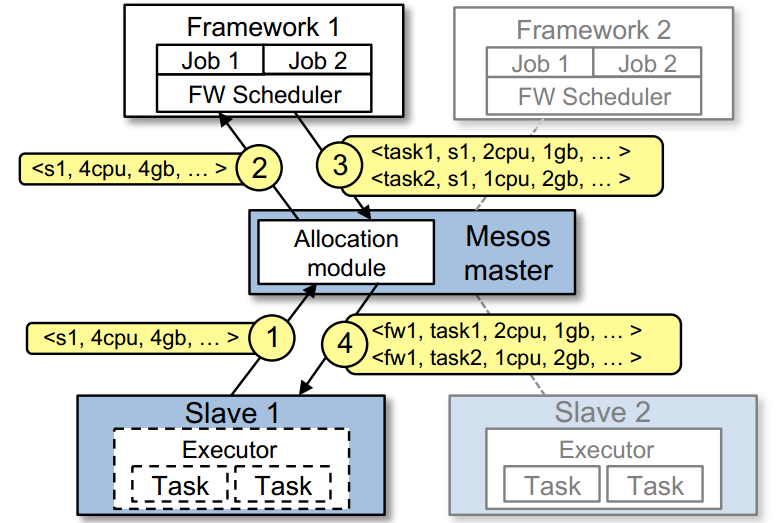 Framework 1
Job 1
Job 2
FW Scheduler
Framework 2
Job 1
Job 2
FW Scheduler
<s1, 4cpu, 4gb, … >
2
3
<task1, s1, 2cpu, 1gb, … >
<task2, s1, 1cpu, 2gb, … >
Allocation
module
Mesos
master
<s1, 4cpu, 4gb, … >
1
4
<fw1, task1, 2cpu, 1gb, … >
<fw1, task2, 1cpu, 2gb, … >
Slave 1
Executor
Task
Task
Slave 2
Executor
Task
Task